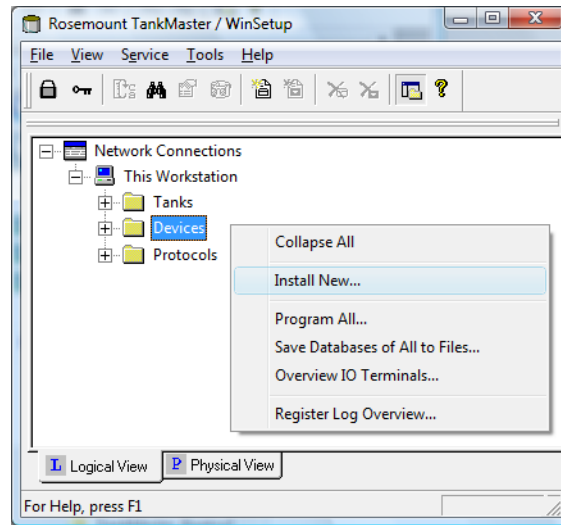 Rosemount TankMaster / WinSetup
File View Service Tools Help
Network Connections
This Workstation
Tanks
Devices
Protocols
Collapse All
Install New...
Program All...
Save Databases of All to Files...
Overview IO Terminals...
Register Log Overview...
L Logical View P Physical View
For Help, press F1